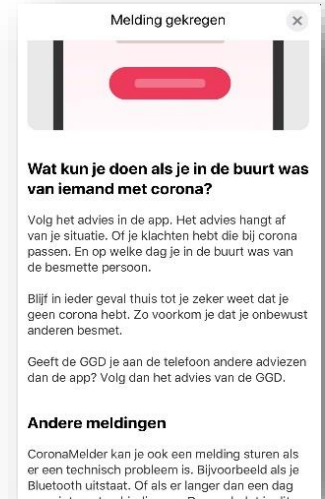 Melding gekregen
Wat kun je doen als je in de buurt was
van iemand met corona?
Volg het advies in de app. Het advies hangt af
van je situatie. Of je klachten hebt die bij corona
passen. En op welke dag je in de buurt was van
de besmette persoon.
Blijf in ieder geval thuis tot je zeker weet dat je
geen corona hebt. Zo voorkom je dat je onbewust
anderen besmet.
Geeft de GGD je aan de telefoon andere adviezen
dan de app? Volg dan het advies van de GGD.
Andere meldingen
CoronaMelder kan je ook een melding sturen als
er een technisch probleem is. Bijvoorbeeld als je
Bluetooth uitstaat. Of als er langer dan een dag